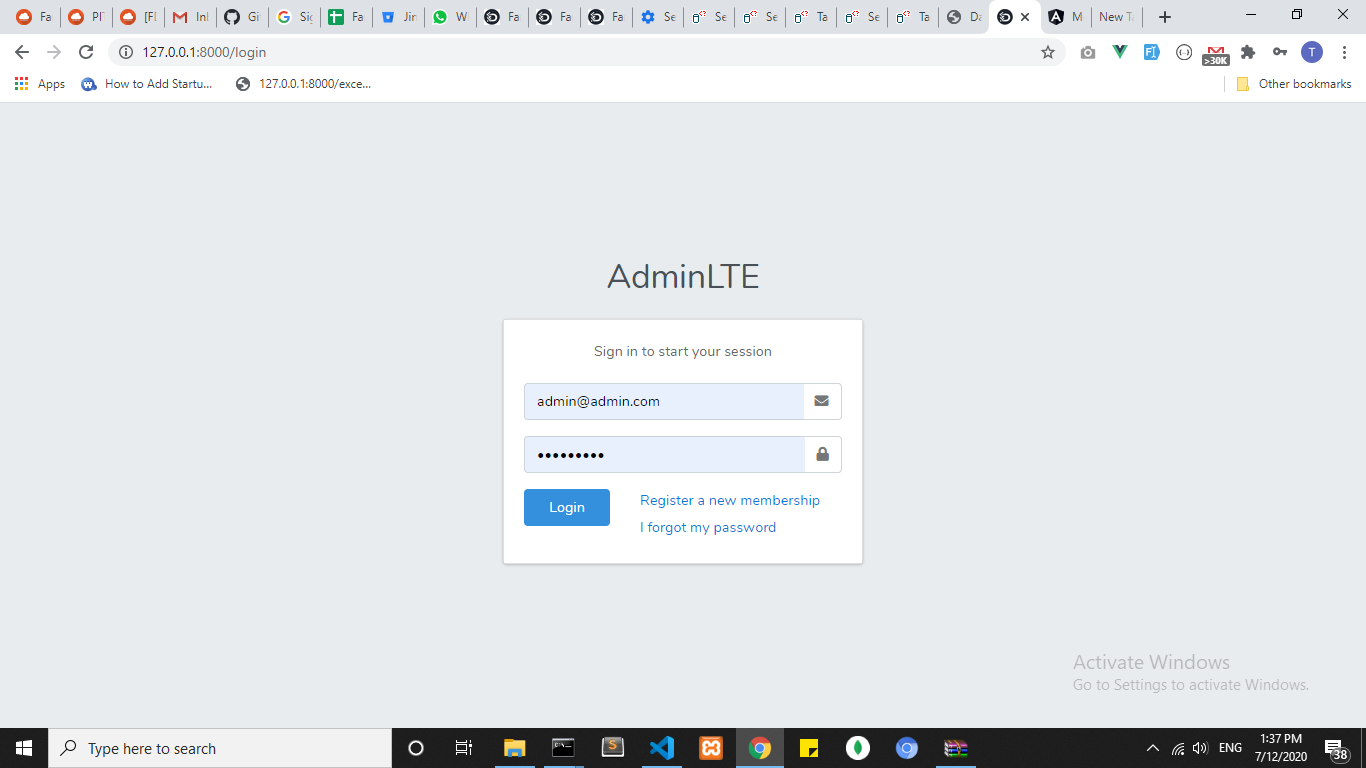 Fa
Pl
[Fl
In
Gi
Sig
Fa
Jir
W
Fa
Fa
Fa
Se
Se
Se
Ta
Se
Ta
Da
M
New T
127.0.0.1:8000/login
>30K
T
Apps
How to Add Startu...
127.0.0.1:8000/exce...
Other bookmarks
AdminLTE
Sign in to start your session
admin@admin.com
•••••••••
Login
Register a new membership
I forgot my password
Activate Windows
Go to Settings to activate Windows.
Type here to search
ENG
1:37 PM
7/12/2020
38